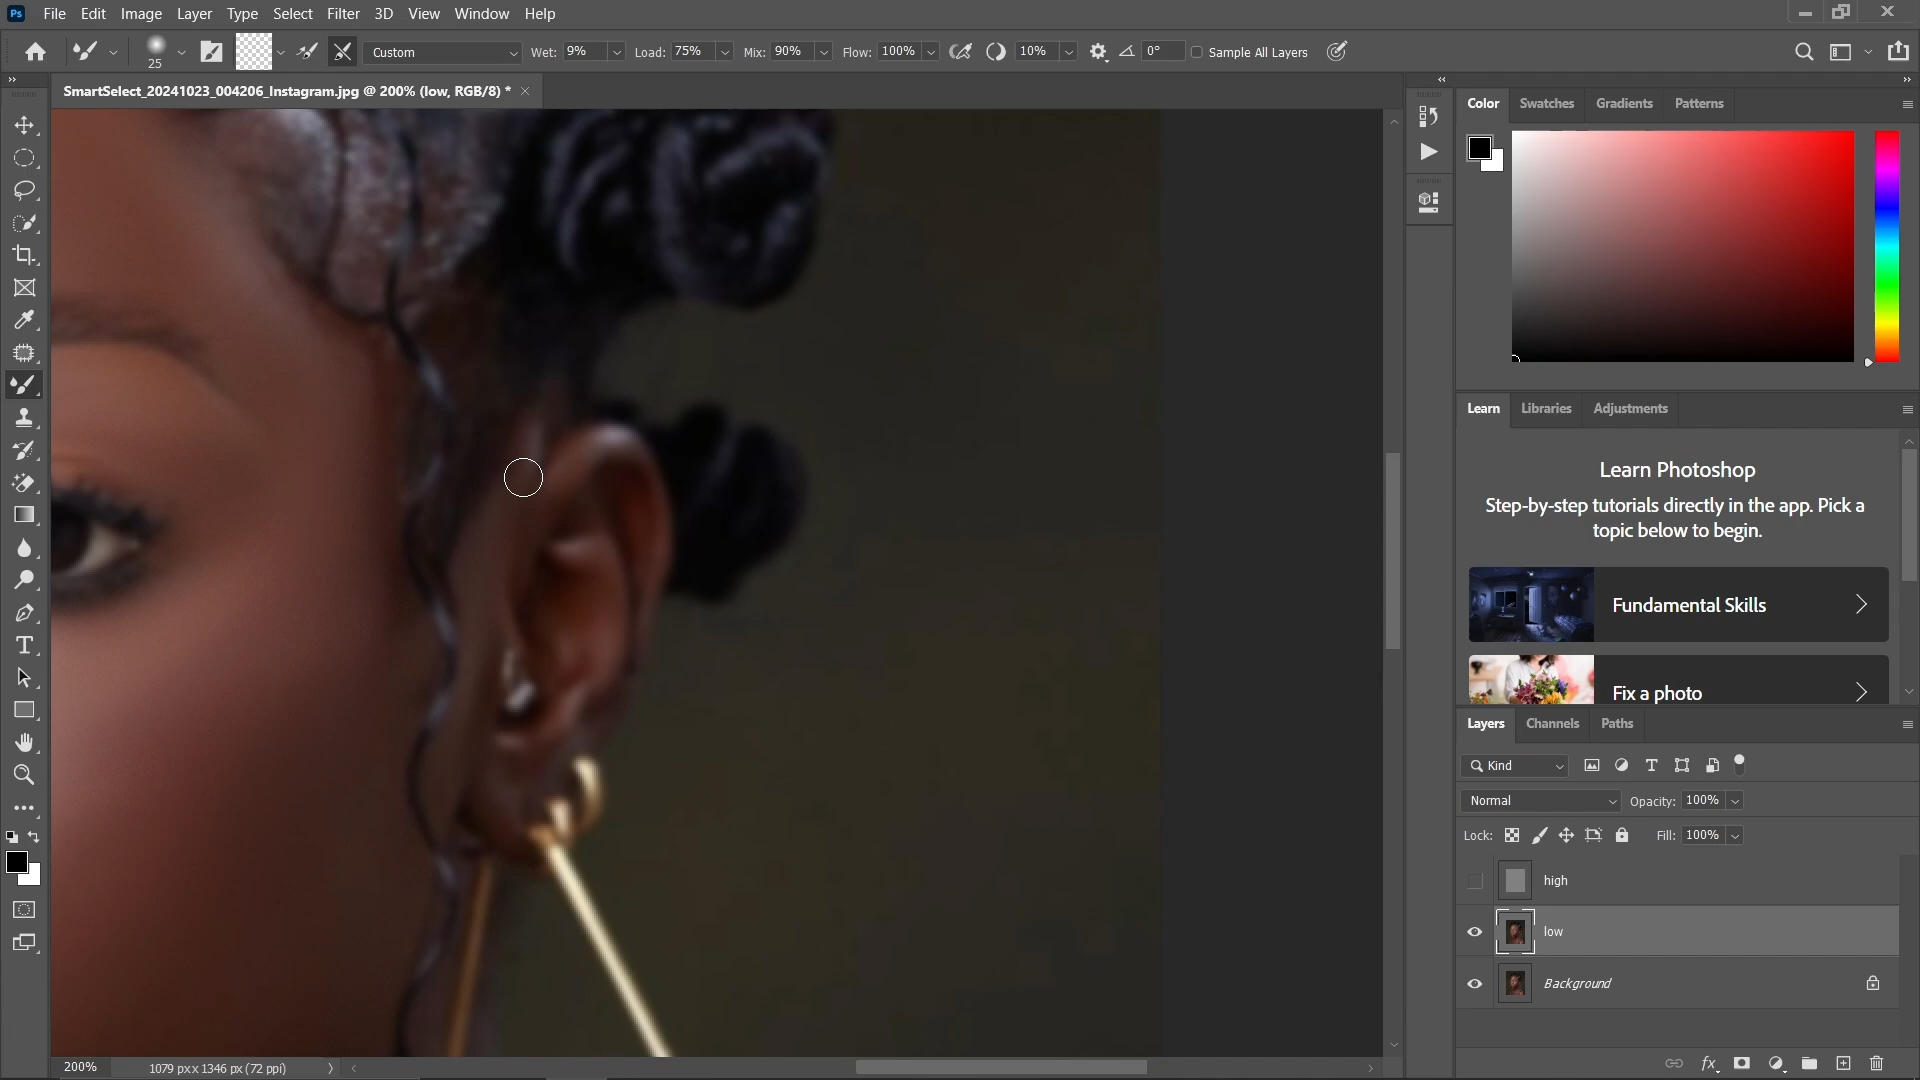 Ps File Edit Image Layer Type Select Filter 3D View Window Help
25 Custom Wet: 9% Load: 75% Mix: 90% Flow: 100% 10% 0° Sample All Layers
SmartSelect_20241023_004206_Instagram.jpg @ 200% (low, RGB/8) *
Color Swatches Gradients Patterns
Learn Libraries Adjustments
Learn Photoshop
Step-by-step tutorials directly in the app. Pick a
topic below to begin.
Fundamental Skills
Fix a photo
Layers Channels Paths
Kind
Normal Opacity: 100%
Lock: Fill: 100%
high
low
Background
fx
200% 1079 px x 1346 px (72 ppi)